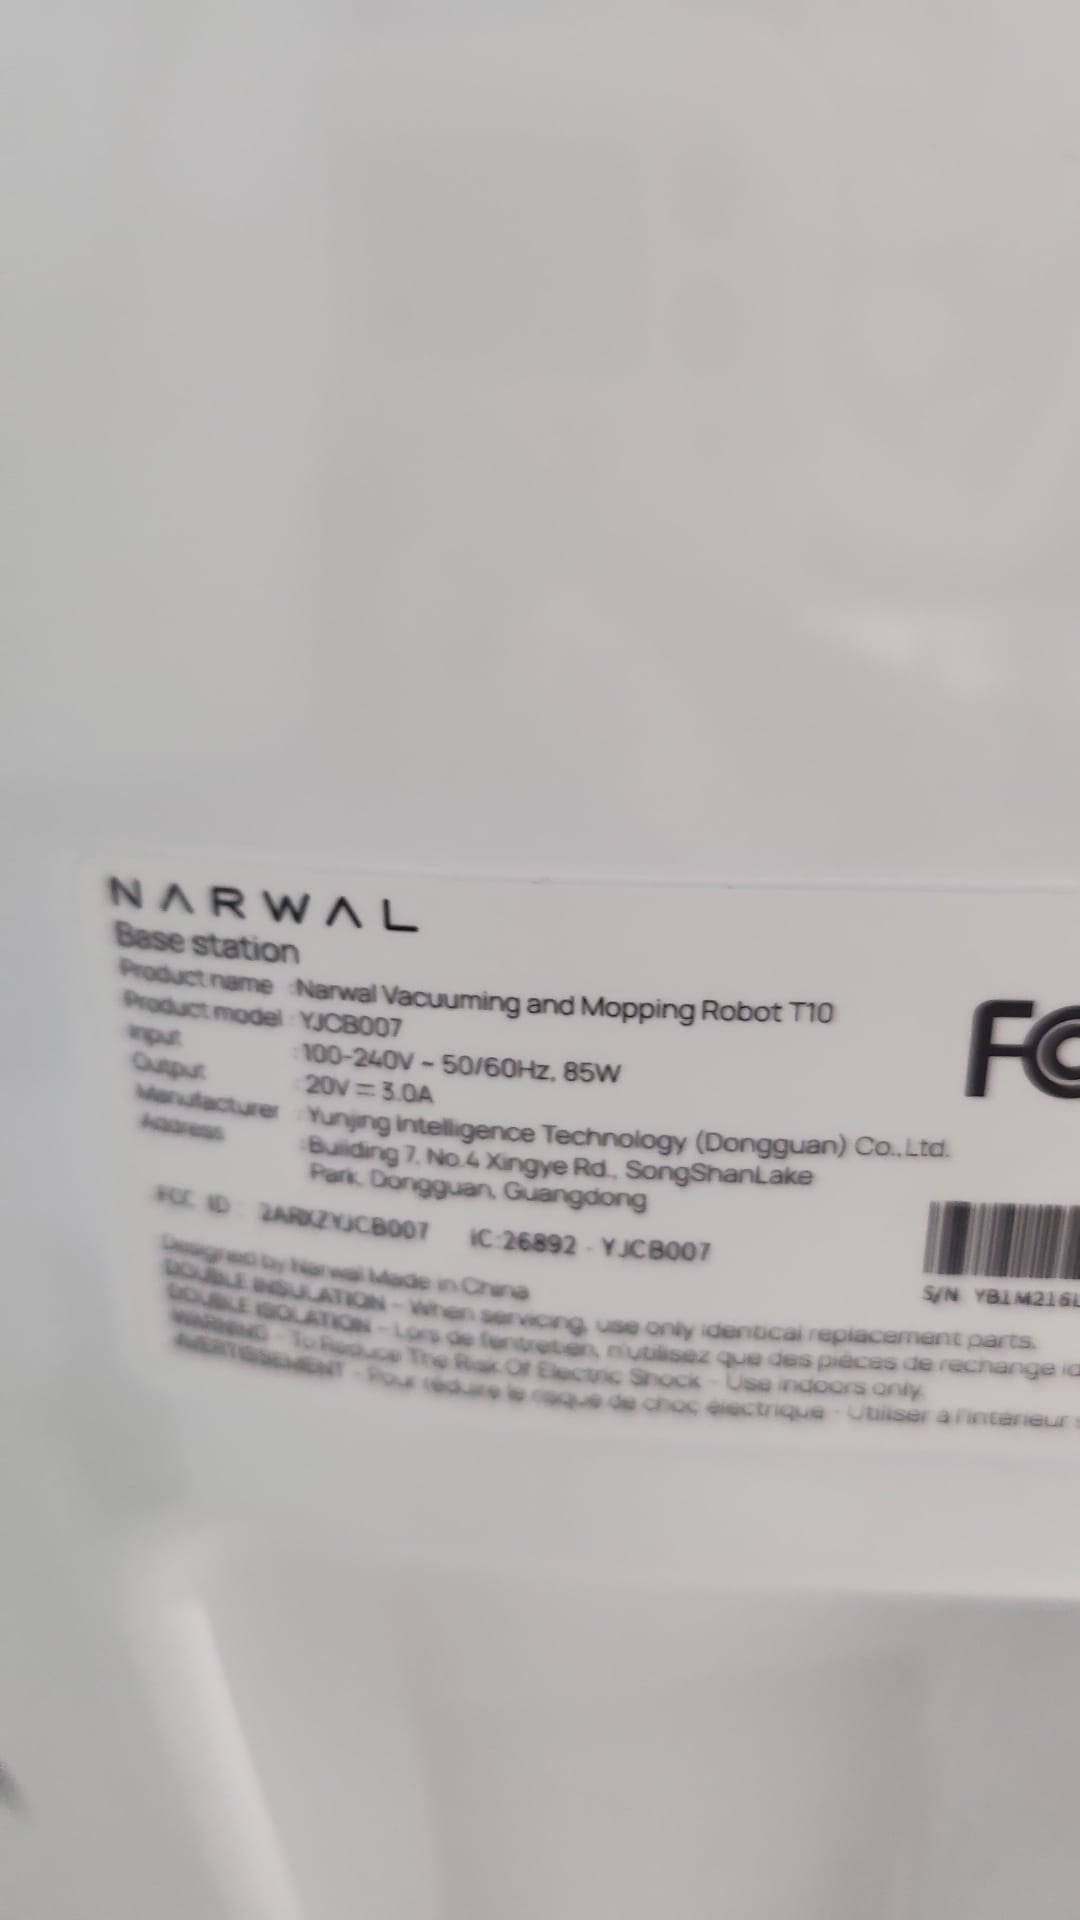 NARWAL
Base station
Product name : Narwal Vacuuming and Mopping Robot T10
Product model : YJCB007
Input : 100-240V ~ 50/60Hz, 85W
Output : 20V ⎓ 3.0A
Manufacturer : Yunjing Intelligence Technology (Dongguan) Co., Ltd.
Address : Building 7, No.4 Xingye Rd., SongShanLake
Park, Dongguan, Guangdong
FCC ID : 2ARXZYJCB007 IC:26892 - YJCB007
FC
S/N YB1M216L
Designed by Narwal Made in China
DOUBLE INSULATION - When servicing, use only identical replacement parts.
DOUBLE ISOLATION - Lors de l'entretien, n'utilisez que des pièces de rechange
WARNING - To Reduce The Risk Of Electric Shock - Use indoors only.
AVERTISSEMENT - Pour réduire le risque de choc électrique - Utiliser à l'intérieur